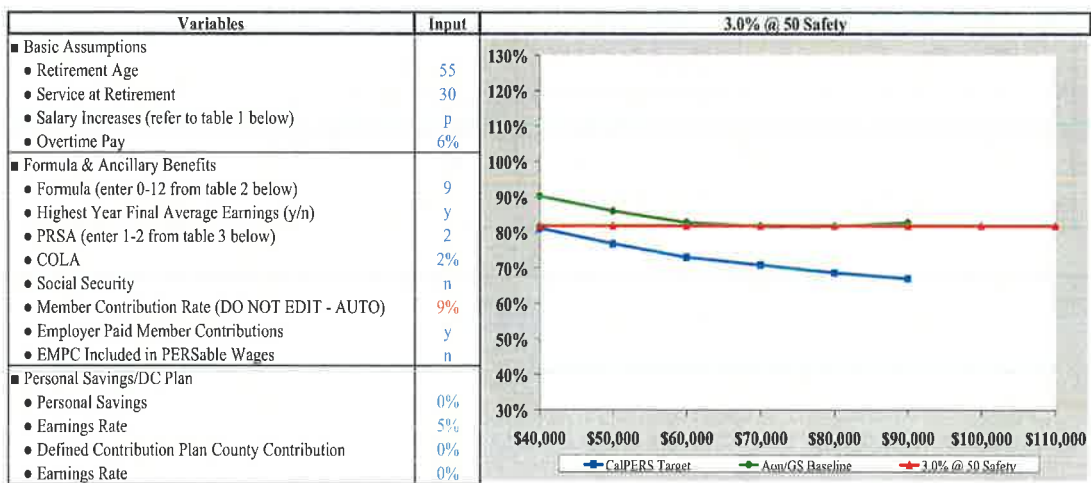 Variables Input 3.0% @ 50 Safety
■ Basic Assumptions
● Retirement Age 55
● Service at Retirement 30
● Salary Increases (refer to table 1 below) p
● Overtime Pay 6%
■ Formula & Ancillary Benefits
● Formula (enter 0-12 from table 2 below) 9
● Highest Year Final Average Earnings (y/n) y
● PRSA (enter 1-2 from table 3 below) 2
● COLA 2%
● Social Security n
● Member Contribution Rate (DO NOT EDIT - AUTO) 9%
● Employer Paid Member Contributions y
● EMPC Included in PERSable Wages n
■ Personal Savings/DC Plan
● Personal Savings 0%
● Earnings Rate 5%
● Defined Contribution Plan County Contribution 0%
● Earnings Rate 0%
130%
120%
110%
100%
90%
80%
70%
60%
50%
40%
30%
$40,000 $50,000 $60,000 $70,000 $80,000 $90,000 $100,000 $110,000
CalPERS Target Aon/GS Baseline 3.0% @ 50 Safety